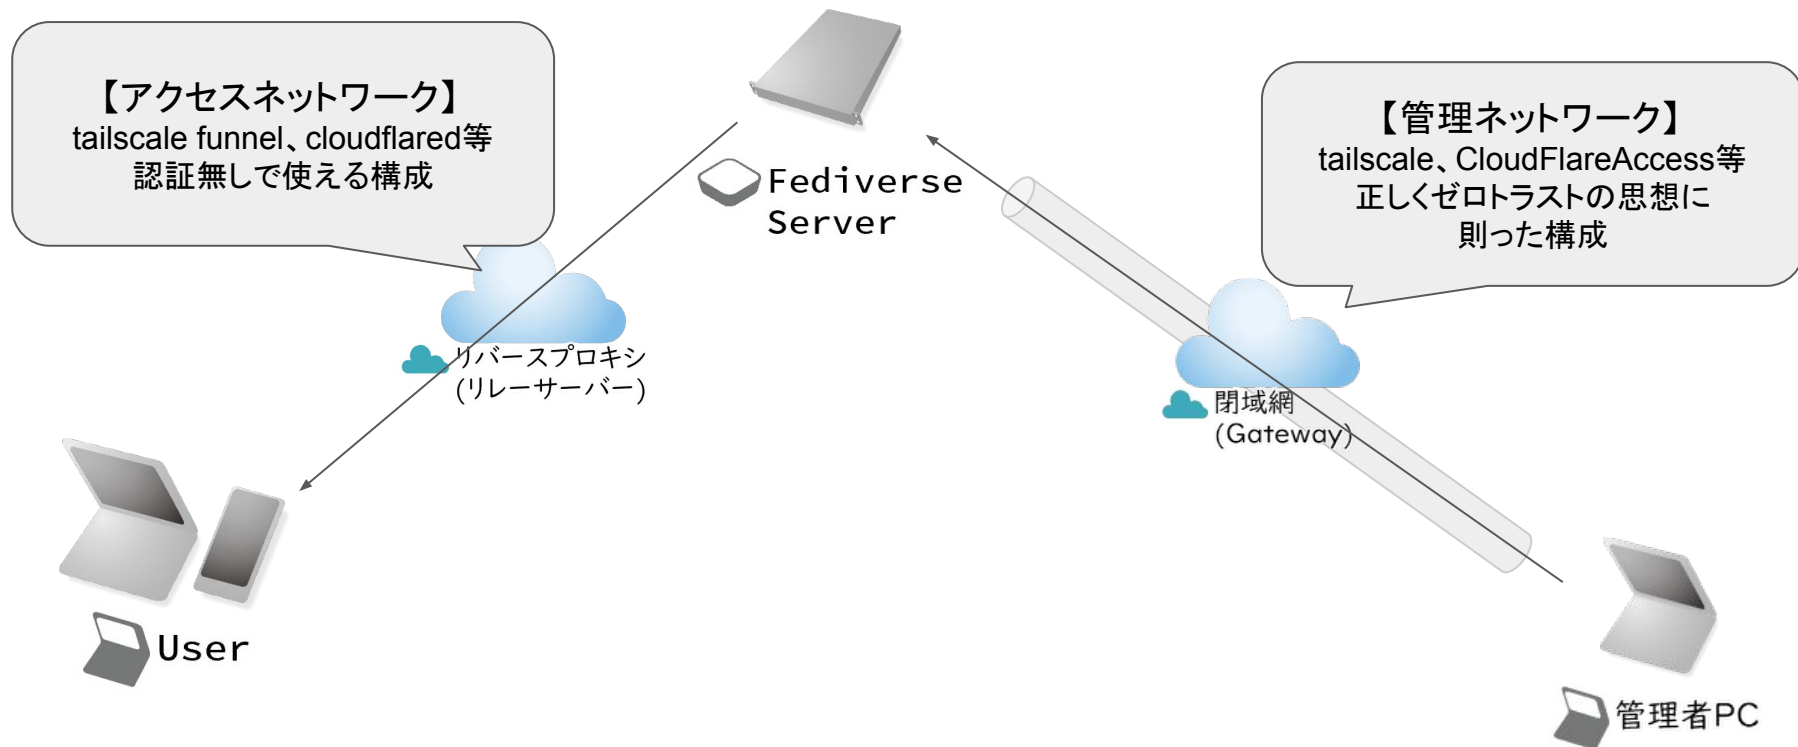 【アクセスネットワーク】
tailscale funnel、cloudflared等
認証無しで使える構成
【管理ネットワーク】
tailscale、CloudFlareAccess等
正しくゼロトラストの思想に
則った構成
Fediverse
Server
リバースプロキシ
(リレーサーバー)
閉域網
(Gateway)
User
管理者PC